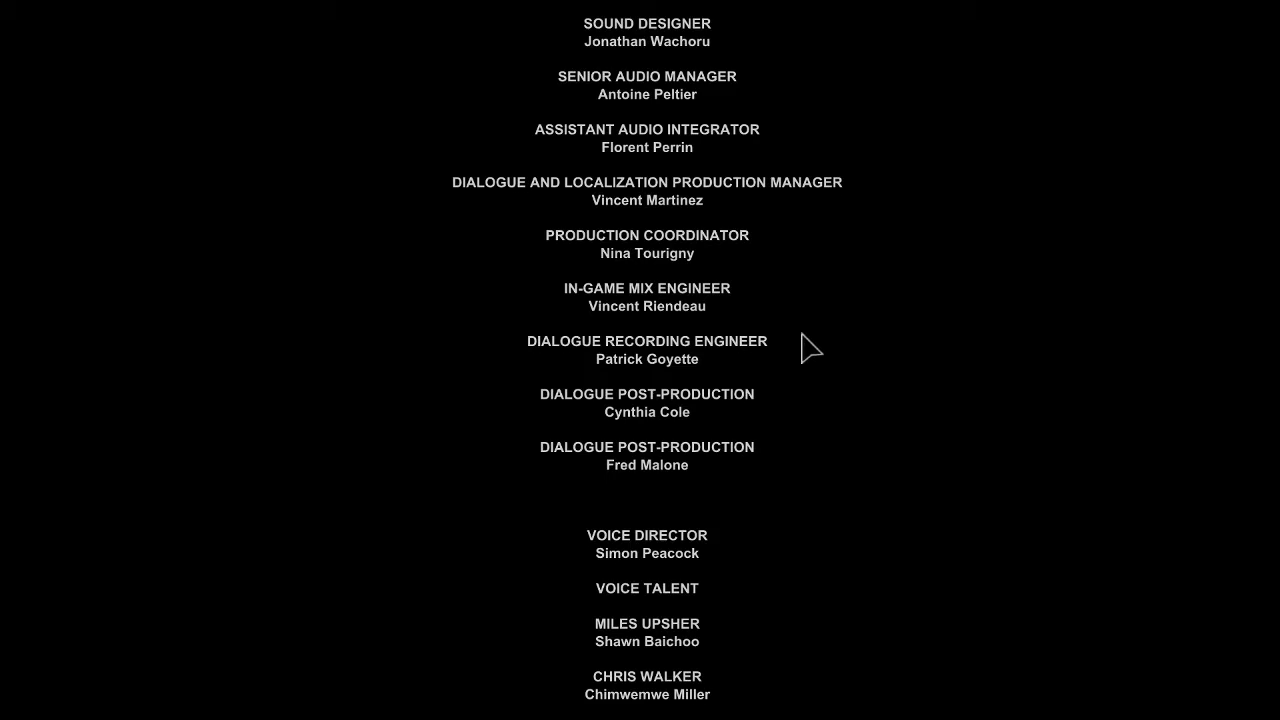 SOUND DESIGNER
Jonathan Wachoru
SENIOR AUDIO MANAGER
Antoine Peltier
ASSISTANT AUDIO INTEGRATOR
Florent Perrin
DIALOGUE AND LOCALIZATION PRODUCTION MANAGER
Vincent Martinez
PRODUCTION COORDINATOR
Nina Tourigny
IN-GAME MIX ENGINEER
Vincent Riendeau
DIALOGUE RECORDING ENGINEER
Patrick Goyette
DIALOGUE POST-PRODUCTION
Cynthia Cole
DIALOGUE POST-PRODUCTION
Fred Malone
VOICE DIRECTOR
Simon Peacock
VOICE TALENT
MILES UPSHER
Shawn Baichoo
CHRIS WALKER
Chimwemwe Miller